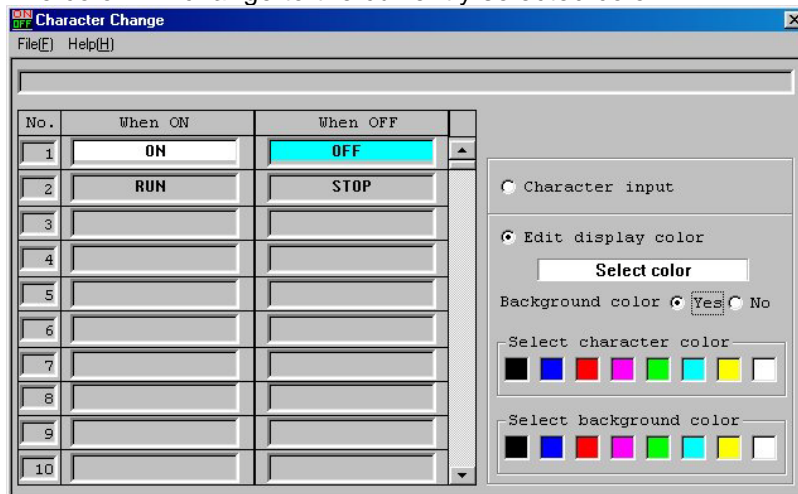 ON OFF Character Change
File(F) Help(H)
No. When ON When OFF
1 ON OFF
2 RUN STOP
3
4
5
6
7
8
9
10
Character input
Edit display color
Select color
Background color Yes No
Select character color
Select background color